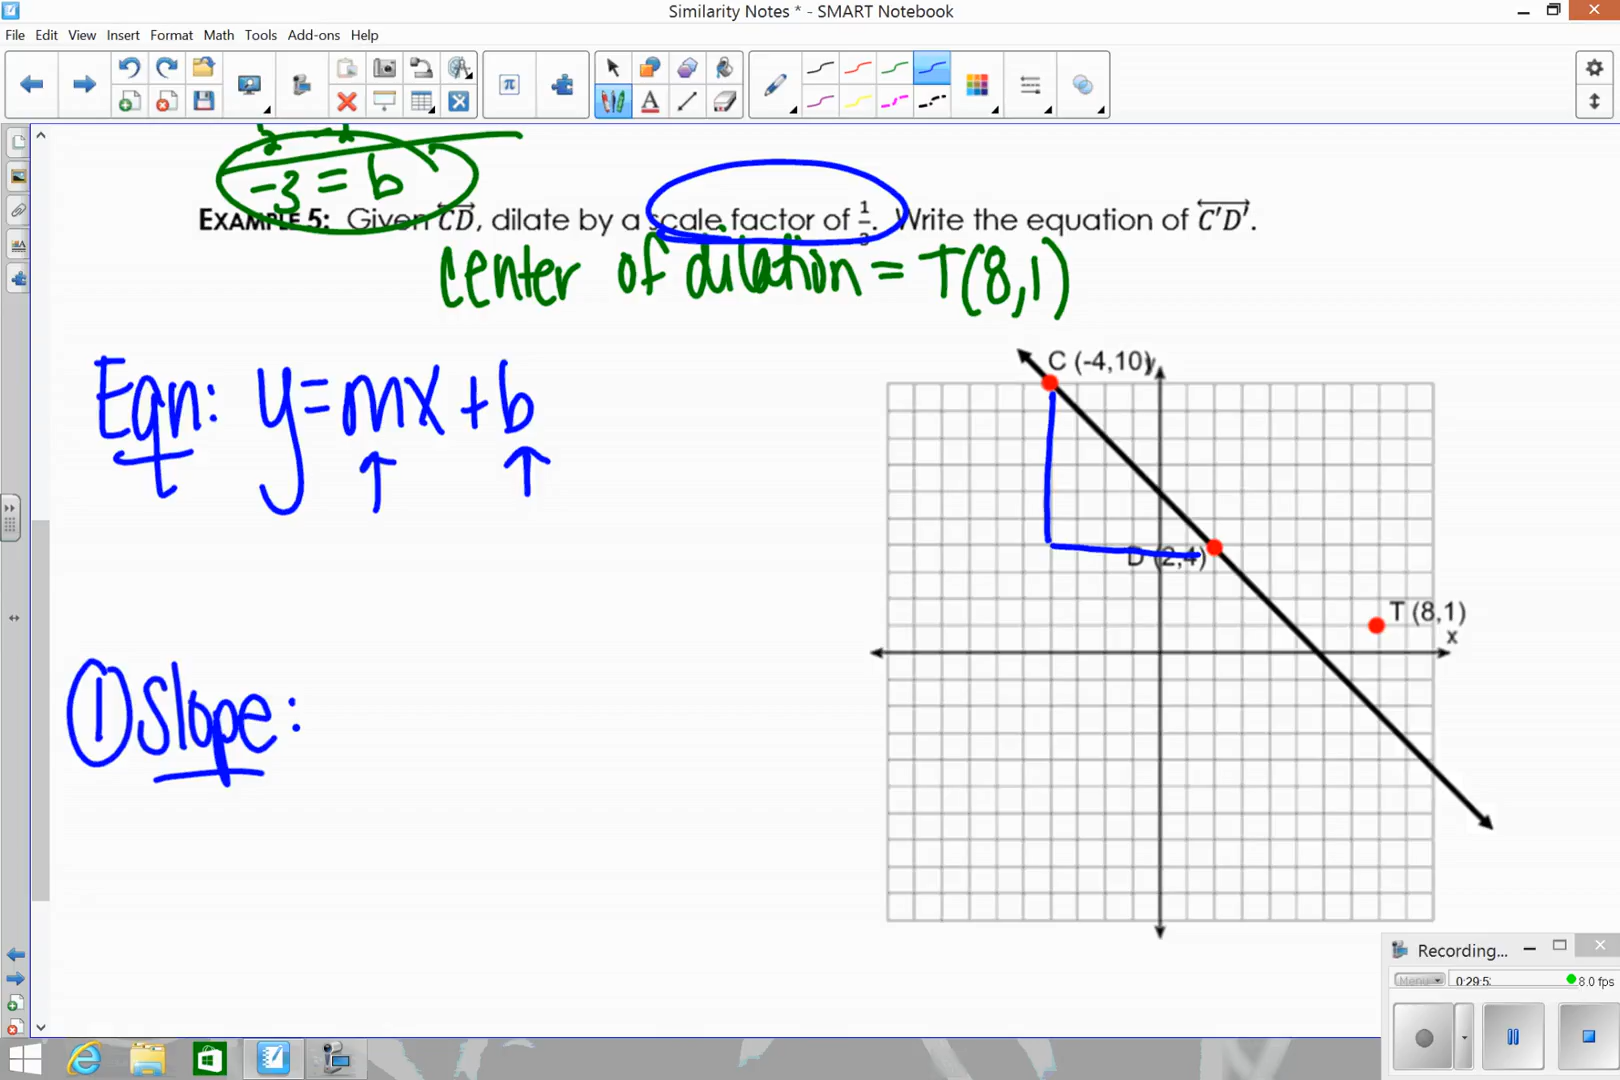 Similarity Notes * - SMART Notebook
File Edit View Insert Format Math Tools Add-ons Help
-3 = b
EXAMPLE 5: Given CD, dilate by a scale factor of 1/3. Write the equation of C'D'.
center of dilation = T(8,1)
Eqn: y=mx+b
C (-4,10)
y
D (2,4)
T (8,1)
x
① Slope:
Recording...
Menu 0:29:5 8.0 fps